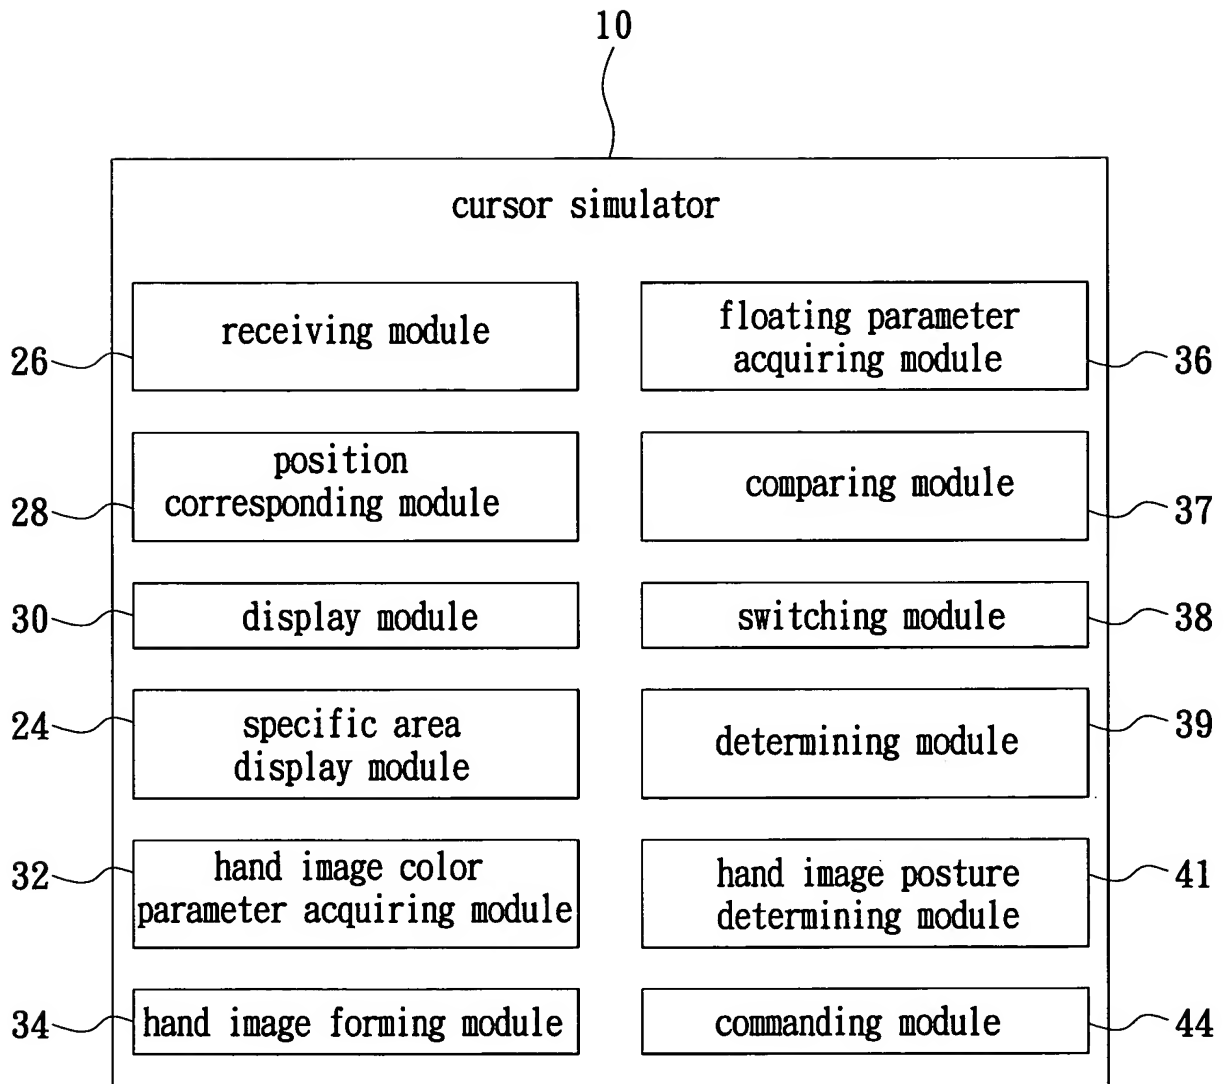 10
cursor simulator
26
receiving module
floating parameter
acquiring module
36
28
position
corresponding module
comparing module
37
30
display module
switching module
38
24
specific area
display module
determining module
39
32
hand image color
parameter acquiring module
hand image posture
determining module
41
34
hand image forming module
commanding module
44